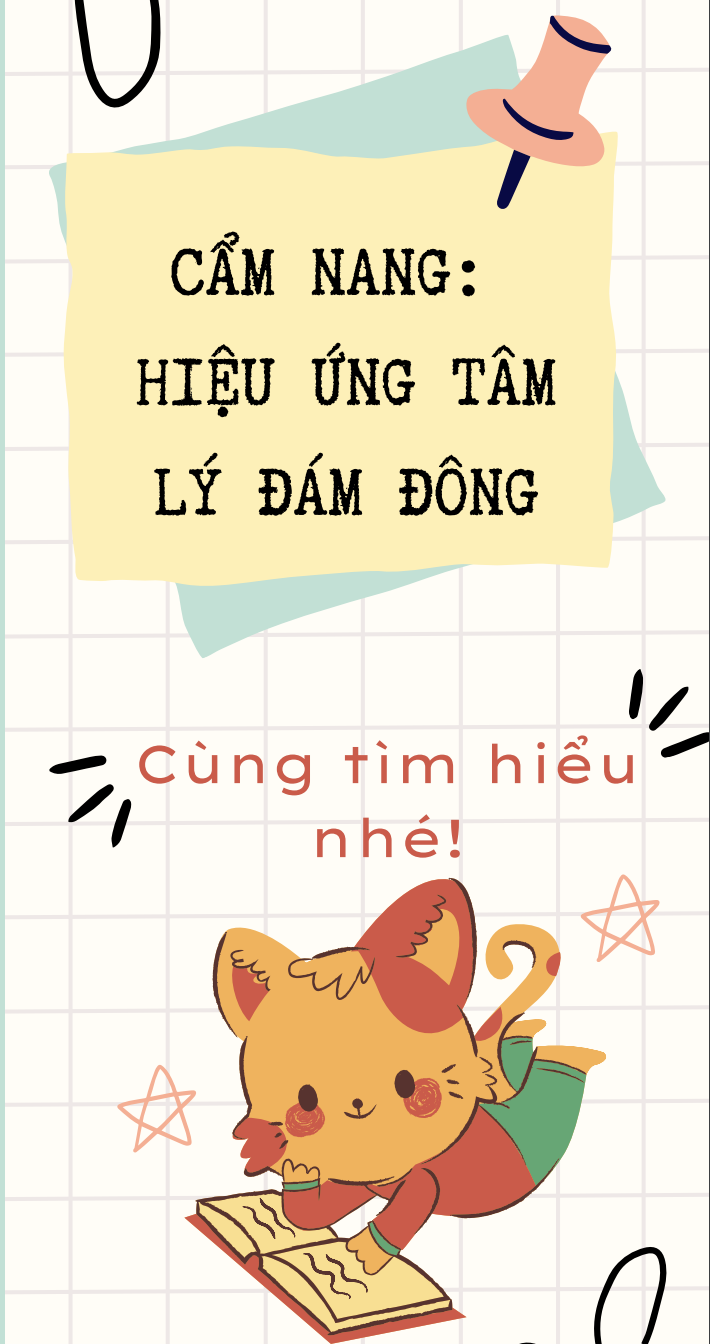 CẨM NANG:
HIỆU ỨNG TÂM
LÝ ĐÁM ĐÔNG
Cùng tìm hiểu
nhé!